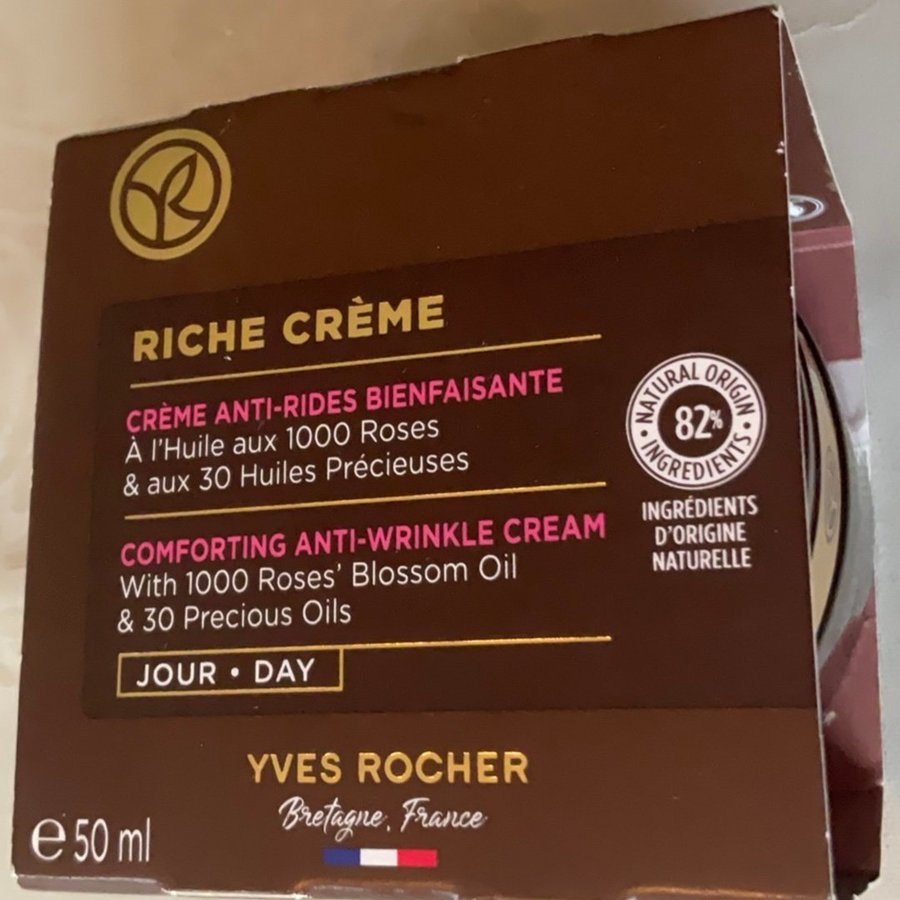 RICHE CRÈME
CRÈME ANTI-RIDES BIENFAISANTE
À l'Huile aux 1000 Roses
& aux 30 Huiles Précieuses
COMFORTING ANTI-WRINKLE CREAM
With 1000 Roses' Blossom Oil
& 30 Precious Oils
JOUR • DAY
NATURAL ORIGIN
82%
INGREDIENTS
INGRÉDIENTS
D'ORIGINE
NATURELLE
YVES ROCHER
Bretagne, France
e 50 ml